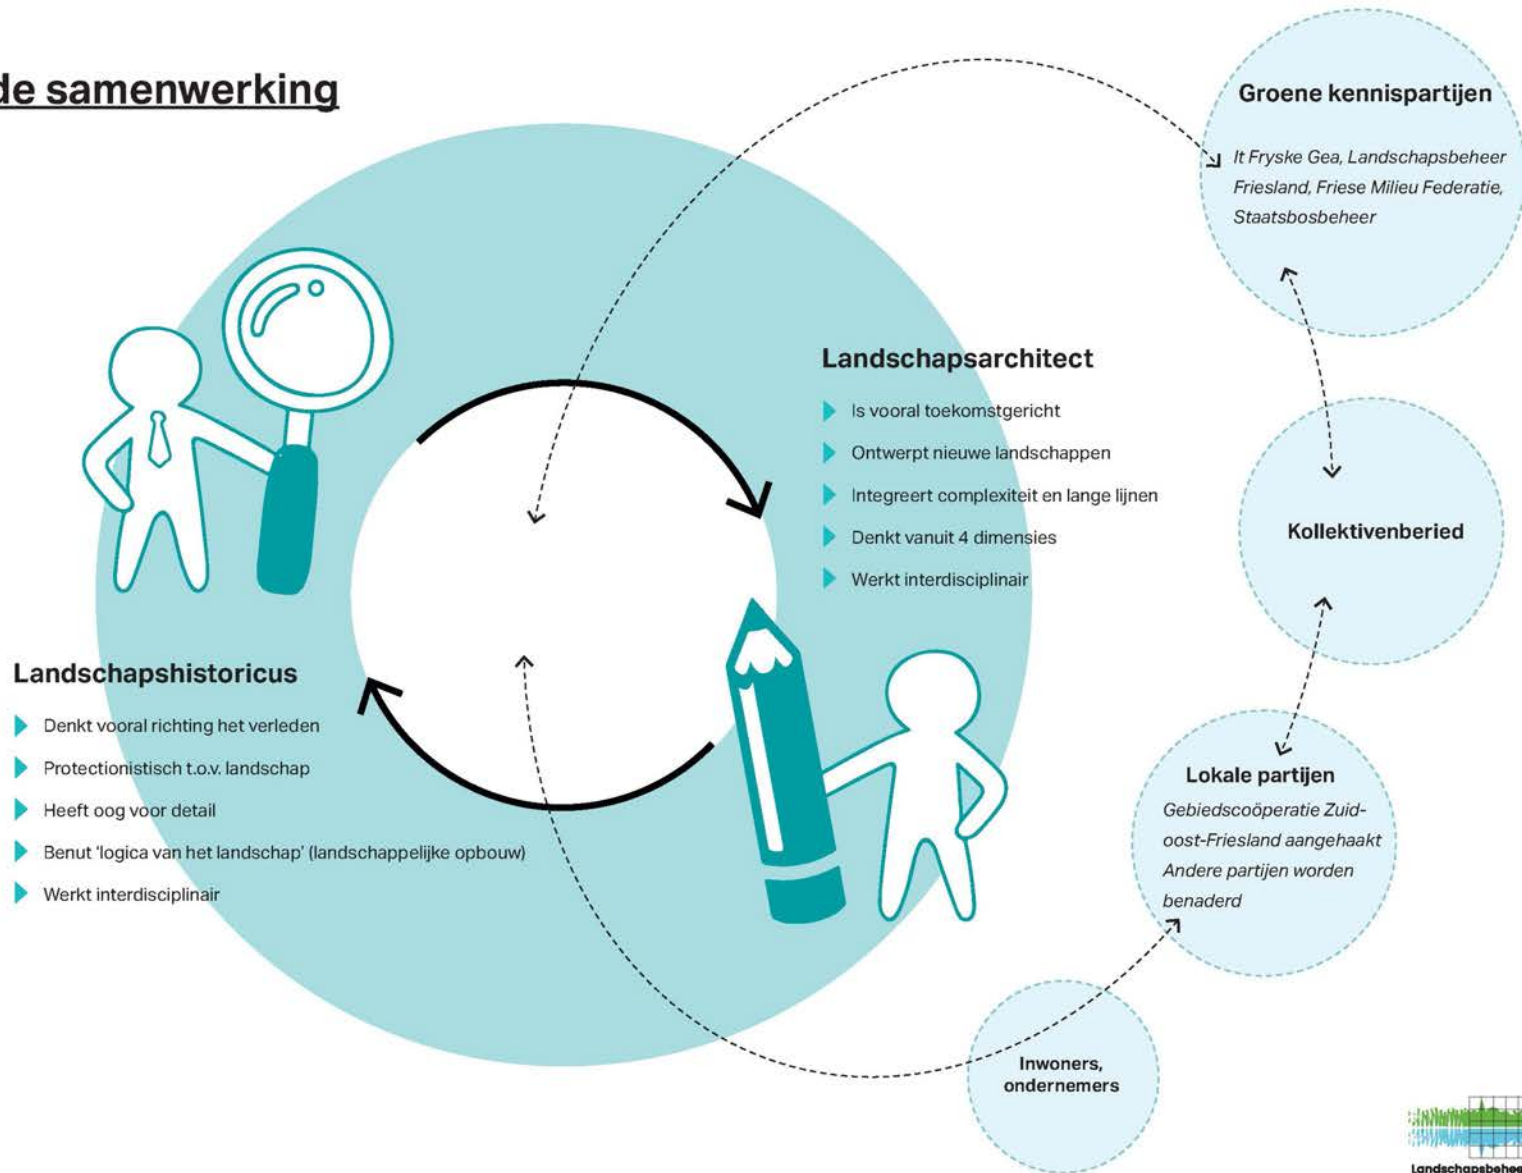 de samenwerking
Groene kennispartijen
It Fryske Gea, Landschapsbeheer
Friesland, Friese Milieu Federatie,
Staatsbosbeheer
Landschapsarchitect
Is vooral toekomstgericht
Ontwerpt nieuwe landschappen
Integreert complexiteit en lange lijnen
Denkt vanuit 4 dimensies
Werkt interdisciplinair
Kollektivenberied
Landschapshistoricus
Denkt vooral richting het verleden
Protectionistisch t.o.v. landschap
Heeft oog voor detail
Benut 'logica van het landschap' (landschappelijke opbouw)
Werkt interdisciplinair
Lokale partijen
Gebiedscoöperatie Zuid-
oost-Friesland aangehaakt
Andere partijen worden
benaderd
Inwoners,
ondernemers
Landschapsbeheer